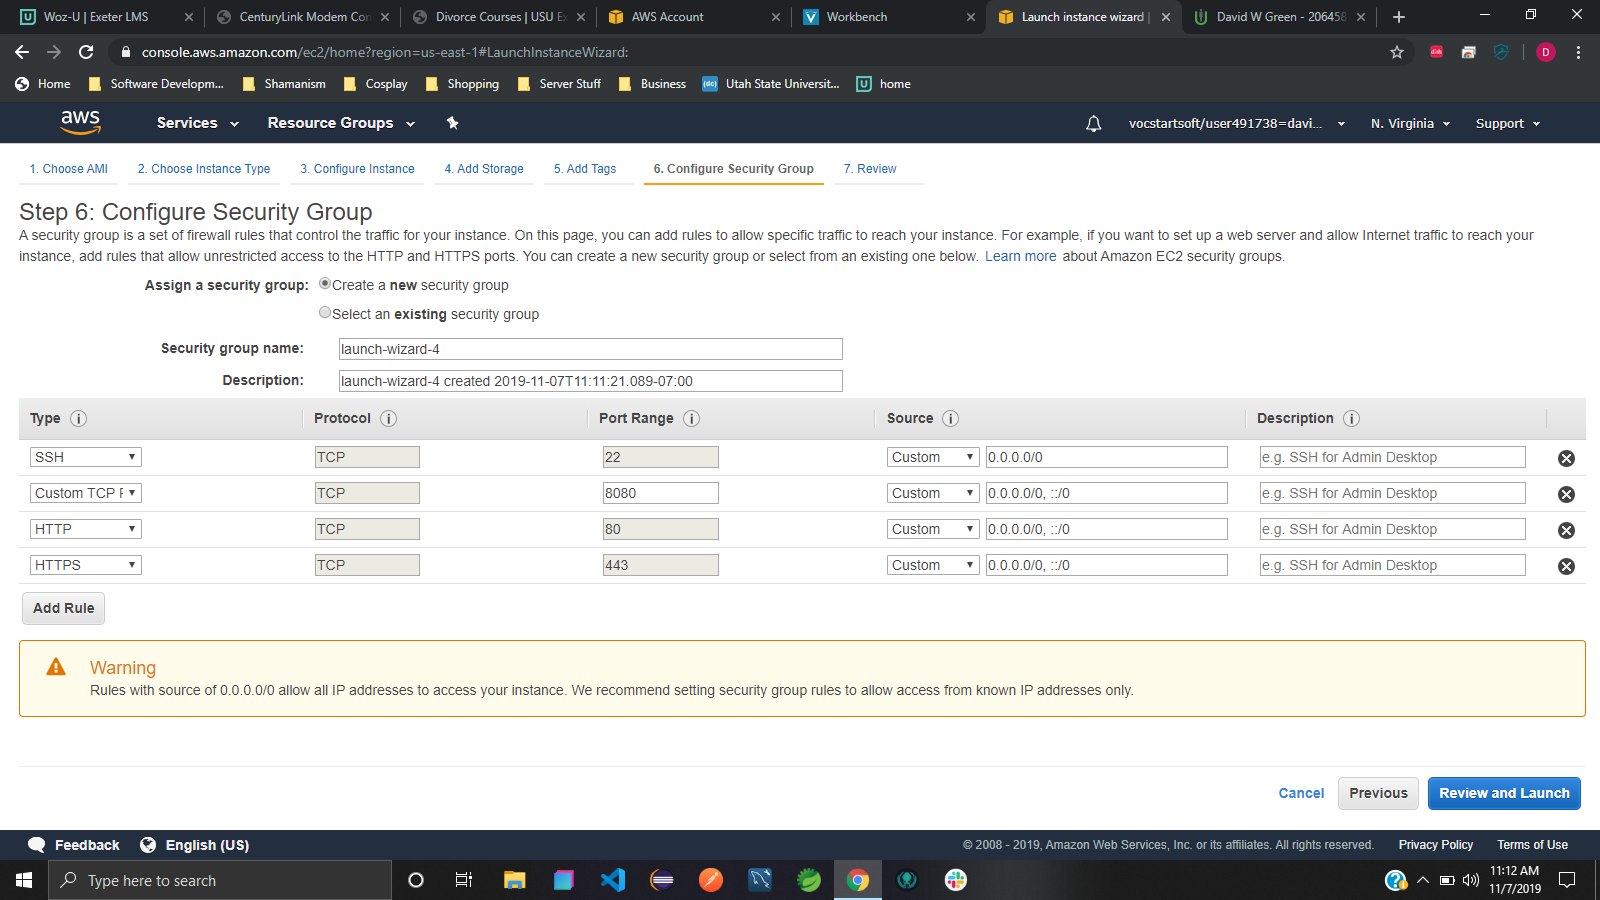 Woz-U | Exeter LMS
CenturyLink Modem Con
Divorce Courses | USU Ex
AWS Account
Workbench
Launch instance wizard |
David W Green - 206458
console.aws.amazon.com/ec2/home?region=us-east-1#LaunchInstanceWizard:
D
Home
Software Developm...
Shamanism
Cosplay
Shopping
Server Stuff
Business
Utah State Universit...
home
aws
Services
Resource Groups
vocstartsoft/user491738=davi...
N. Virginia
Support
1. Choose AMI
2. Choose Instance Type
3. Configure Instance
4. Add Storage
5. Add Tags
6. Configure Security Group
7. Review
Step 6: Configure Security Group
A security group is a set of firewall rules that control the traffic for your instance. On this page, you can add rules to allow specific traffic to reach your instance. For example, if you want to set up a web server and allow Internet traffic to reach your
instance, add rules that allow unrestricted access to the HTTP and HTTPS ports. You can create a new security group or select from an existing one below. Learn more about Amazon EC2 security groups.
Assign a security group: Create a new security group
Select an existing security group
Security group name: launch-wizard-4
Description: launch-wizard-4 created 2019-11-07T11:11:21.089-07:00
Type Protocol Port Range Source Description
SSH TCP 22 Custom 0.0.0.0/0 e.g. SSH for Admin Desktop
Custom TCP F TCP 8080 Custom 0.0.0.0/0, ::/0 e.g. SSH for Admin Desktop
HTTP TCP 80 Custom 0.0.0.0/0, ::/0 e.g. SSH for Admin Desktop
HTTPS TCP 443 Custom 0.0.0.0/0, ::/0 e.g. SSH for Admin Desktop
Add Rule
Warning
Rules with source of 0.0.0.0/0 allow all IP addresses to access your instance. We recommend setting security group rules to allow access from known IP addresses only.
Cancel
Previous
Review and Launch
Feedback
English (US)
© 2008 - 2019, Amazon Web Services, Inc. or its affiliates. All rights reserved.
Privacy Policy
Terms of Use
Type here to search
11:12 AM
11/7/2019